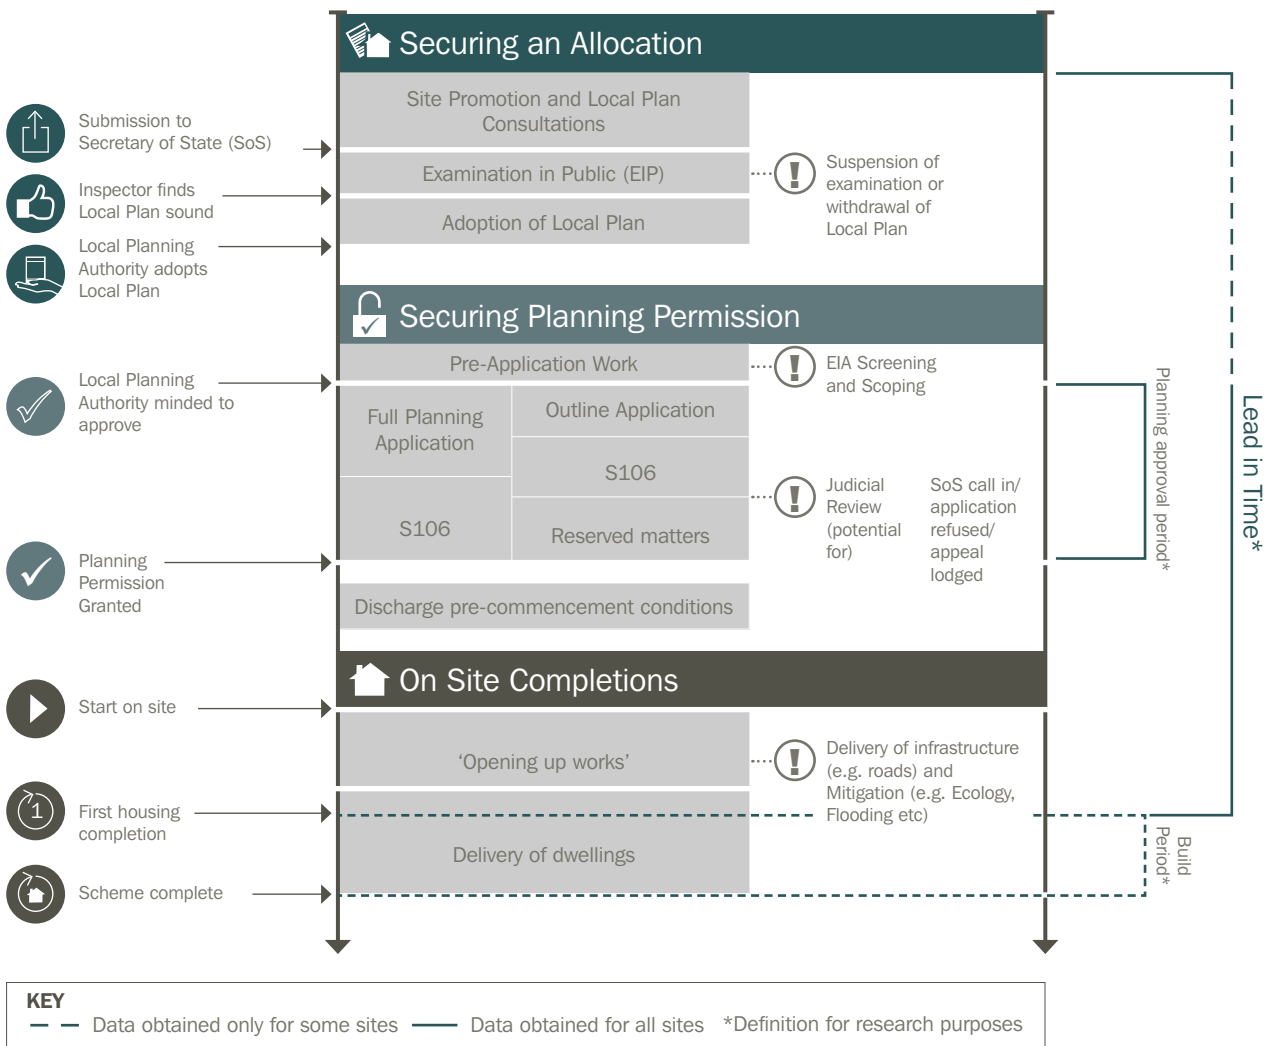 Securing an Allocation
Site Promotion and Local Plan
Consultations
Submission to
Secretary of State (SoS)
Examination in Public (EIP)
!
Suspension of
examination or
withdrawal of
Local Plan
Inspector finds
Local Plan sound
Adoption of Local Plan
Local Planning
Authority adopts
Local Plan
Securing Planning Permission
Pre-Application Work
!
EIA Screening
and Scoping
Local Planning
Authority minded to
approve
Full Planning
Application
S106
Outline Application
S106
Reserved matters
!
Judicial
Review
(potential
for)
SoS call in/
application
refused/
appeal
lodged
Planning approval period*
Lead in Time*
Planning
Permission
Granted
Discharge pre-commencement conditions
On Site Completions
Start on site
‘Opening up works’
!
Delivery of infrastructure
(e.g. roads) and
Mitigation (e.g. Ecology,
Flooding etc)
1
First housing
completion
Delivery of dwellings
Build
Period*
Scheme complete
KEY
Data obtained only for some sites
Data obtained for all sites
*Definition for research purposes